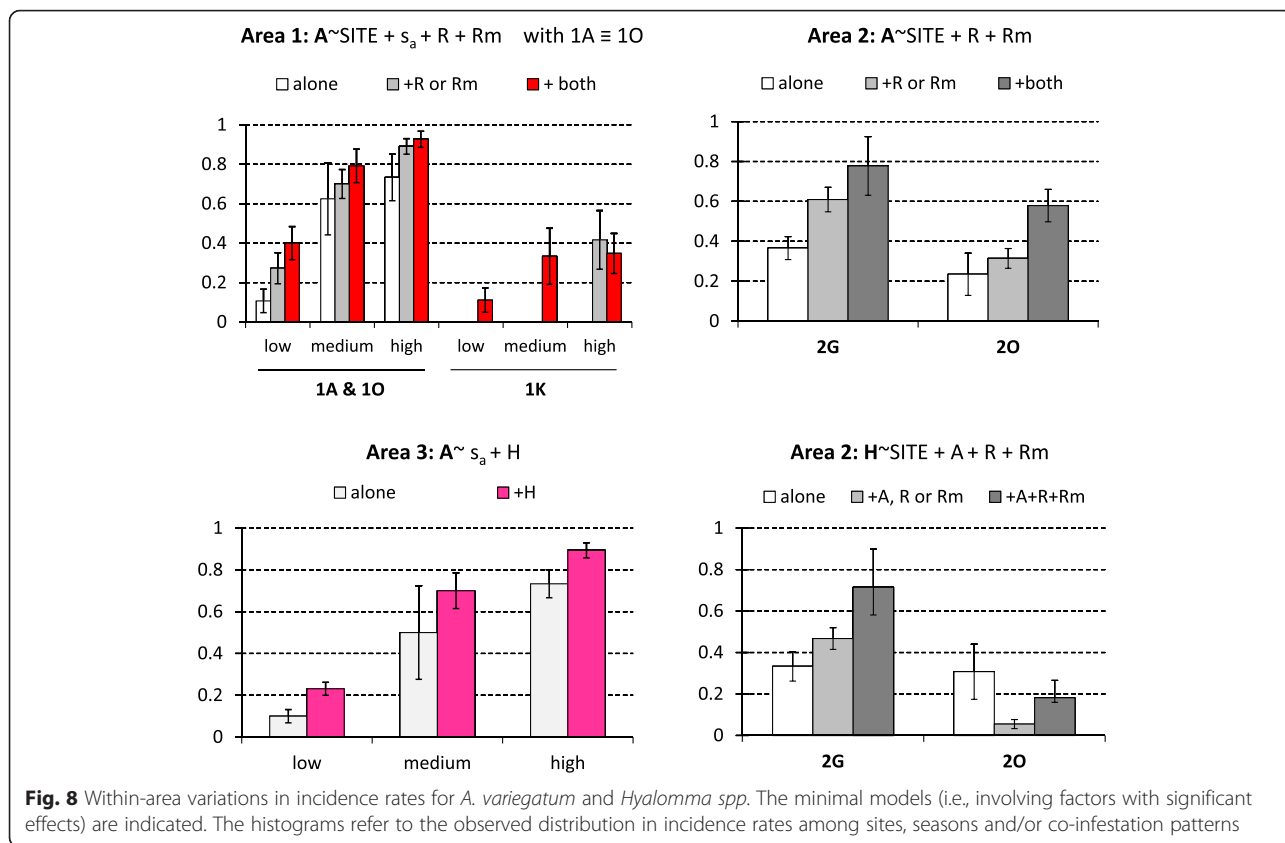 Area 1: A~SITE + sa + R + Rm with 1A ≡ 1O
alone +R or Rm + both
1
0.8
0.6
0.4
0.2
0
low medium high low medium high
1A & 1O 1K
Area 2: A~SITE + R + Rm
alone +R or Rm +both
1
0.8
0.6
0.4
0.2
0
2G 2O
Area 3: A~ sa + H
alone +H
1
0.8
0.6
0.4
0.2
0
low medium high
Area 2: H~SITE + A + R + Rm
alone +A, R or Rm +A+R+Rm
1
0.8
0.6
0.4
0.2
0
2G 2O
Fig. 8 Within-area variations in incidence rates for A. variegatum and Hyalomma spp. The minimal models (i.e., involving factors with significant
effects) are indicated. The histograms refer to the observed distribution in incidence rates among sites, seasons and/or co-infestation patterns